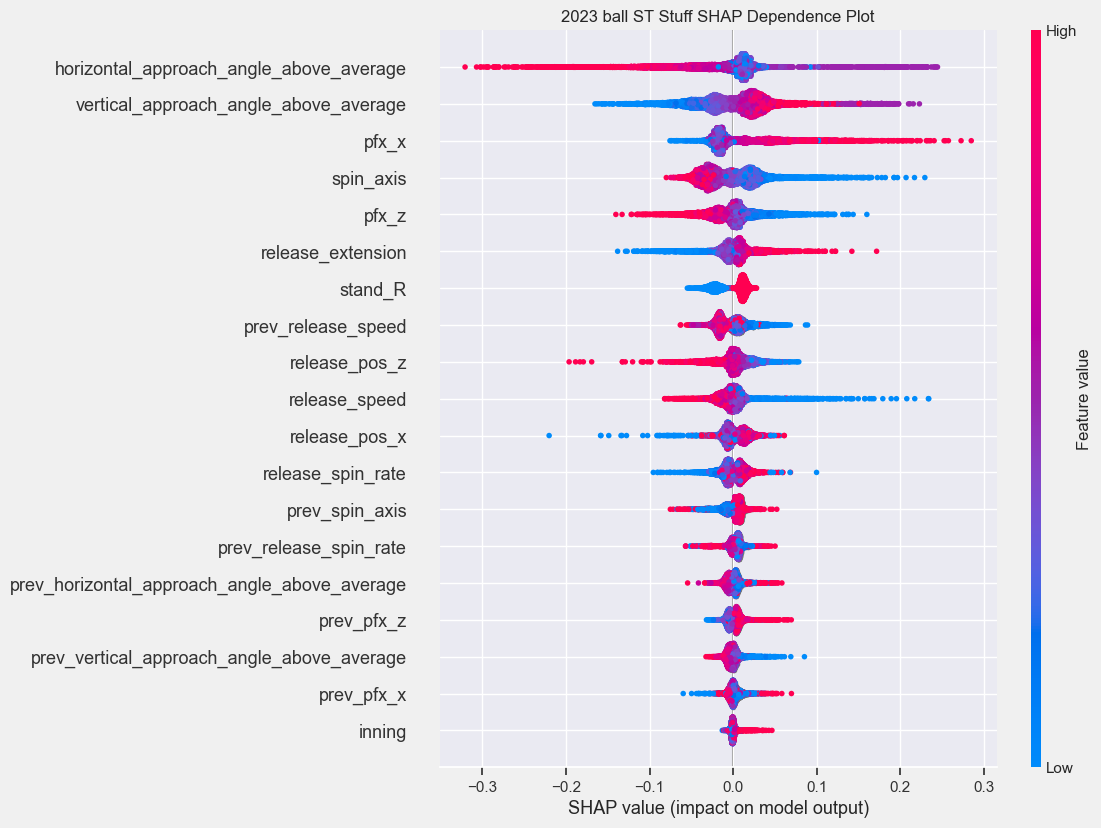 2023 ball ST Stuff SHAP Dependence Plot
High
horizontal_approach_angle_above_average
vertical_approach_angle_above_average
pfx_x
spin_axis
pfx_z
release_extension
stand_R
prev_release_speed
release_pos_z
release_speed
release_pos_x
release_spin_rate
prev_spin_axis
prev_release_spin_rate
prev_horizontal_approach_angle_above_average
prev_pfx_z
prev_vertical_approach_angle_above_average
prev_pfx_x
inning
Feature value
Low
−0.3 −0.2 −0.1 0.0 0.1 0.2 0.3
SHAP value (impact on model output)